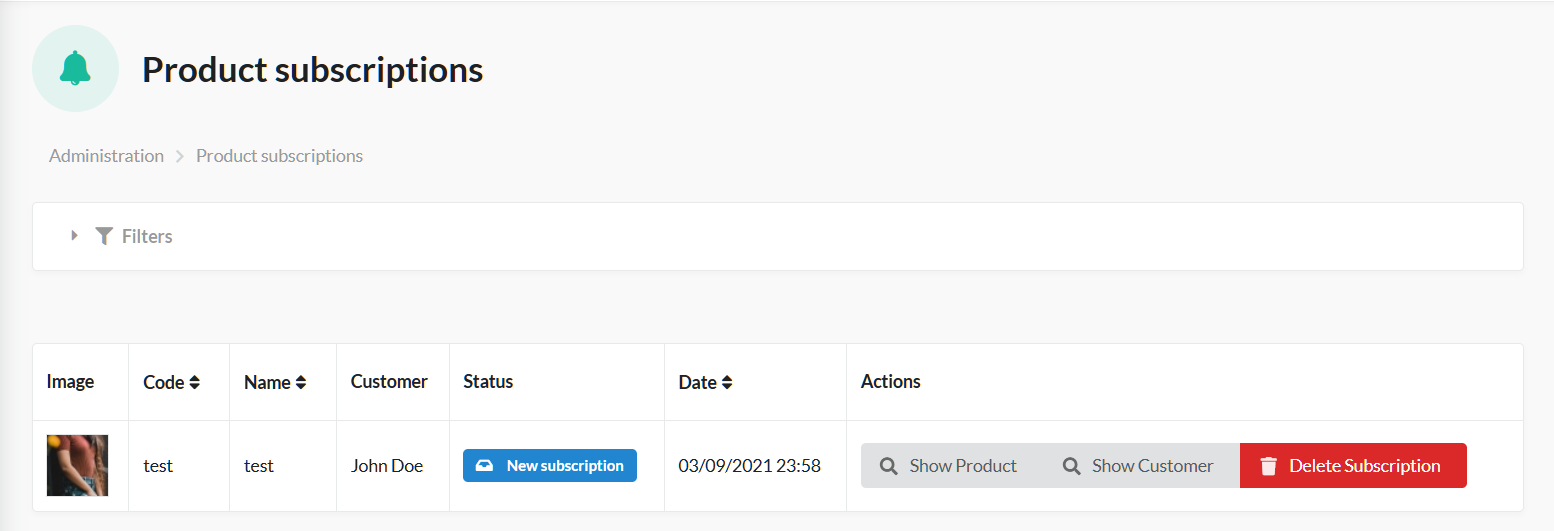 Product subscriptions
Administration Product subscriptions
Filters
Image Code Name Customer Status Date Actions
test test John Doe New subscription 03/09/2021 23:58 Show Product Show Customer Delete Subscription